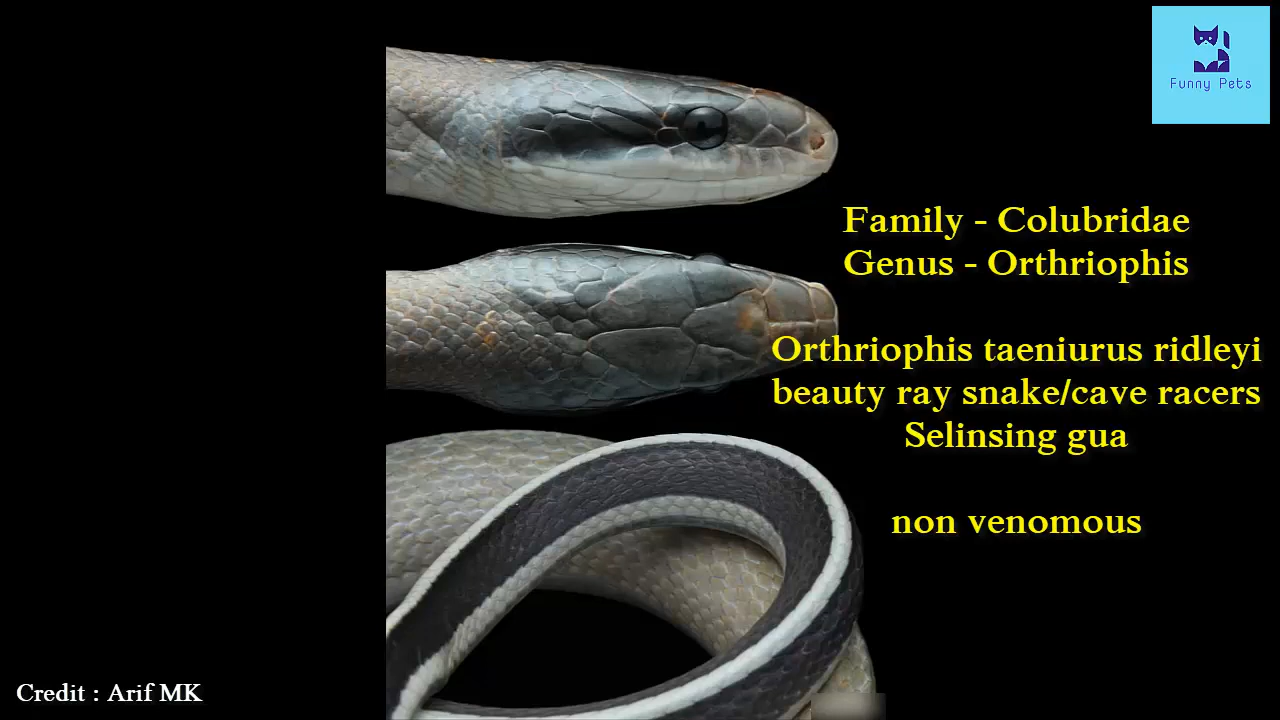 Funny Pets
Family - Colubridae
Genus - Orthriophis
Orthriophis taeniurus ridleyi
beauty ray snake/cave racers
Selinsing gua
non venomous
Credit : Arif MK